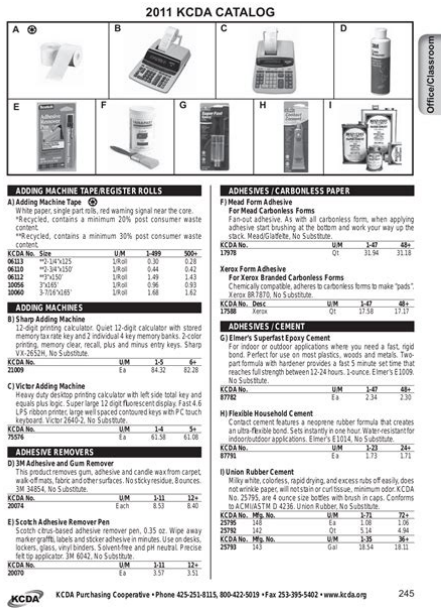 2011 KCDA CATALOG
A
B
C
D
E
F
G
H
I
Office/Classroom
ADDING MACHINE TAPE/REGISTER ROLLS
A) Adding Machine Tape
White paper, single part rolls, red warning signal near the core.
*Recycled, contains a minimum 20% post consumer waste
content.
**Recycled, contains a minimum 30% post consumer waste
content.
KCDA No. Size U/M 1-499 500+
06113 **2-1/4"x125 1/Roll 0.30 0.28
06110 **2-3/4"x150' 1/Roll 0.44 0.42
06112 **3"x150' 1/Roll 1.49 1.43
10056 3"x165' 1/Roll 0.96 0.93
10060 3-7/16"x165' 1/Roll 1.68 1.62
ADDING MACHINES
B) Sharp Adding Machine
12-digit printing calculator. Quiet 12-digit calculator with stored
memory tax rate key and 2 individual 4 key memory banks. 2-color
printing, memory clear, recall, plus and minus entry keys. Sharp
VX-2652H, No Substitute.
KCDA No. U/M 1-5 6+
21009 Ea 84.32 82.28
C) Victor Adding Machine
Heavy duty desktop printing calculator with left side total key and
equals plus logic. Super large 12 digit fluorescent display. Fast 4.6
LPS ribbon printer, large well spaced contoured keys with PC touch
keyboard. Victor 2640-2, No Substitute.
KCDA No. U/M 1-4 5+
75576 Ea 61.58 61.08
ADHESIVE REMOVERS
D) 3M Adhesive and Gum Remover
This product removes gum, adhesive and candle wax from carpet,
walk-off mats, fabric and other surfaces. No sticky residue, Bounces.
3M 34854, No Substitute.
KCDA No. U/M 1-11 12+
20074 Each 8.53 8.40
E) Scotch Adhesive Remover Pen
Scotch citrus-based adhesive remover pen, 0.35 oz. Wipe away
marker graffiti, labels and sticker adhesive in minutes. Use on desks,
lockers, glass, vinyl binders. Solvent-free and pH neutral. Precise
felt tip applicator. 3M 6042, No Substitute.
KCDA No. U/M 1-11 12+
20070 Ea 3.57 3.51
ADHESIVES / CARBONLESS PAPER
F) Mead Form Adhesive
For Mead Carbonless Forms
Fan-out adhesive. As with all carbonless forms, when applying
adhesive start brushing at the bottom and work your way up the
stack. Mead/Glatfelte, No Substitute.
KCDA No. U/M 1-47 48+
17978 Qt 31.94 31.18
Xerox Form Adhesive
For Xerox Branded Carbonless Forms
Chemically compatible, adheres to carbonless forms to make "pads".
Xerox BR7870, No Substitute.
KCDA No. Desc U/M 1-47 48+
17588 Xerox Qt 17.58 17.17
ADHESIVES / CEMENT
G) Elmer's Superfast Epoxy Cement
For indoor or outdoor applications where you need a fast, rigid
bond. Perfect for use on most plastics, woods and metals. Two-
part formula with hardener provides a fast 5 minute set time that
reaches full strength between 12-24 hours. 1-ounce. Elmer's E1009,
No Substitute.
KCDA No. U/M 1-47 48+
87782 Ea 2.34 2.30
H) Flexible Household Cement
Contact cement features a neoprene rubber formula that creates
an ultra-flexible bond. Sets instantly in one hour. Water-resistant for
indoor/outdoor applications. Elmer's E1014, No Substitute.
KCDA No. U/M 1-23 24+
87791 Ea 1.73 1.71
I) Union Rubber Cement
Milky white, colorless, rapid drying, and excess rubs off easily, does
not wrinkle paper, will not stain or curl tissue, minimum odor. KCDA
No. 25795, are 4 ounce size bottles with brush in caps. Conforms
to ACMI/ASTM D 4236. Union Rubber, No Substitute.
KCDA No. Mfg. No. U/M 1-71 72+
25795 148 Ea 1.08 1.06
25792 142 Qt 5.14 4.94
KCDA No. Mfg. No. U/M 1-35 36+
25793 143 Gal 18.54 18.11
KCDA
KCDA Purchasing Cooperative • Phone 425-251-8115, 800-422-5019 • Fax 253-395-5402 • www.kcda.org
245